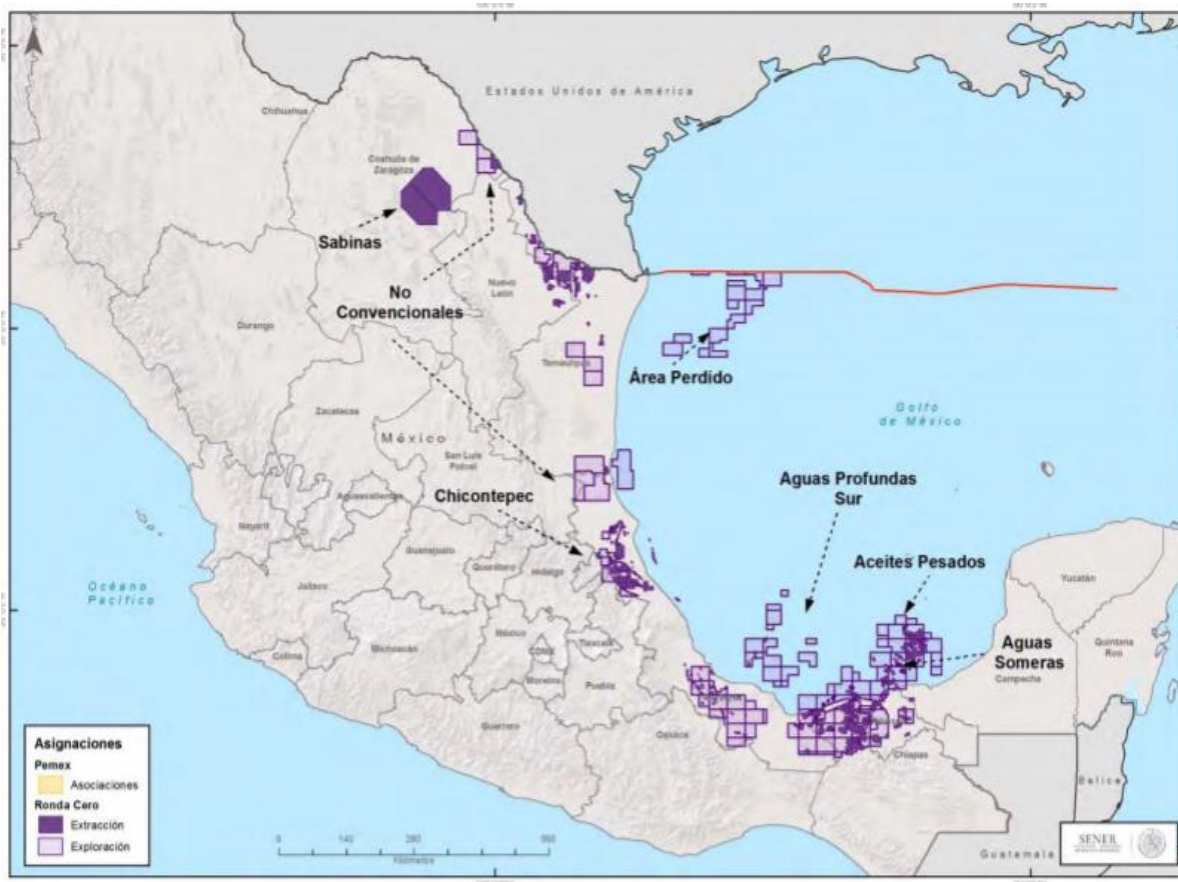 Estados Unidos de América
Chihuahua
Coahuila de
Zaragoza
Sabinas
No
Convencionales
Nuevo
León
Durango
Tamaulipas
Área Perdido
Golfo
de México
Zacatecas
México
San Luis
Potosí
Aguascalientes
Chicontepec
Aguas Profundas
Sur
Nayarit
Guanajuato
Querétaro
Hidalgo
Aceites Pesados
Yucatán
Océano
Pacífico
Jalisco
Quintana
Roo
Aguas
Someras
Campeche
México
Tlaxcala
CDMX
Colima
Michoacán
Morelos
Puebla
Guerrero
Oaxaca
Chiapas
Belice
Guatemala
Asignaciones
Pemex
Asociaciones
Ronda Cero
Extracción
Exploración
0 140 280 560
Kilometros
SENER